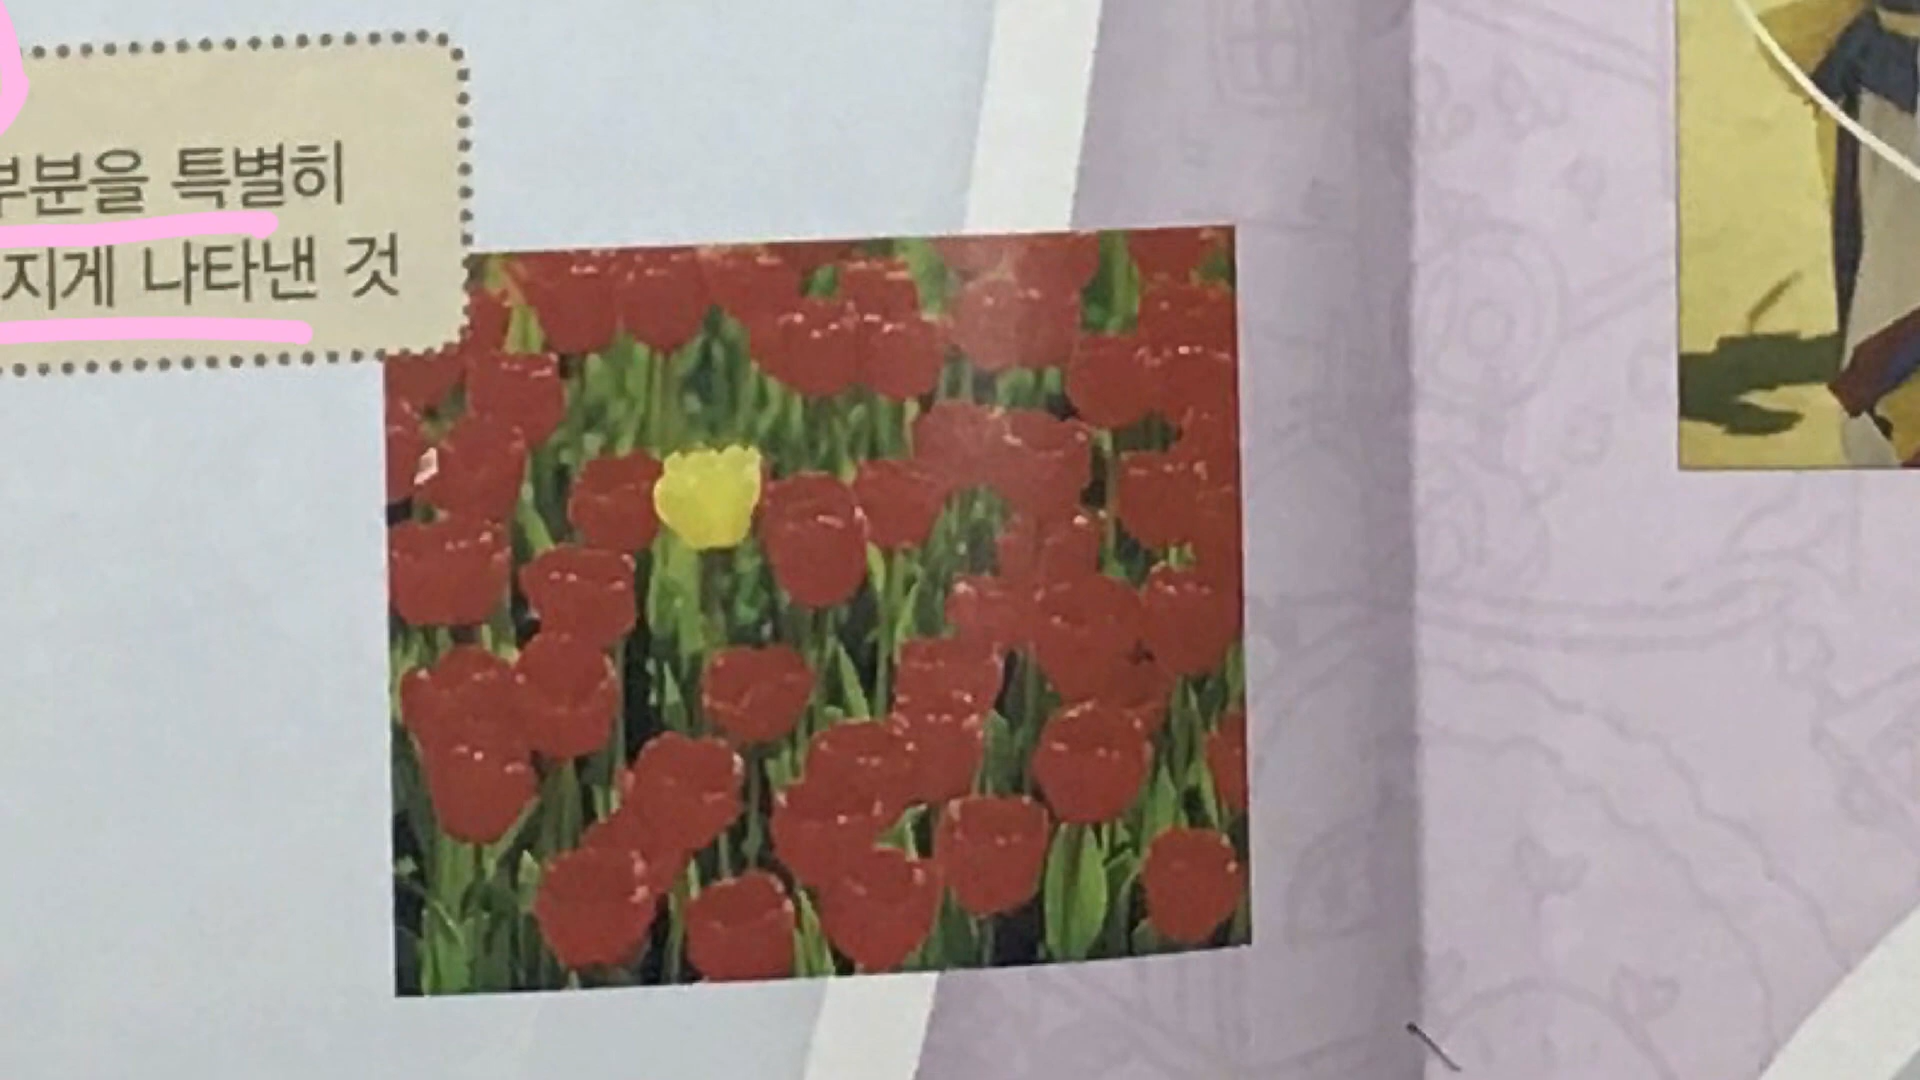 부분을 특별히
지게 나타낸 것